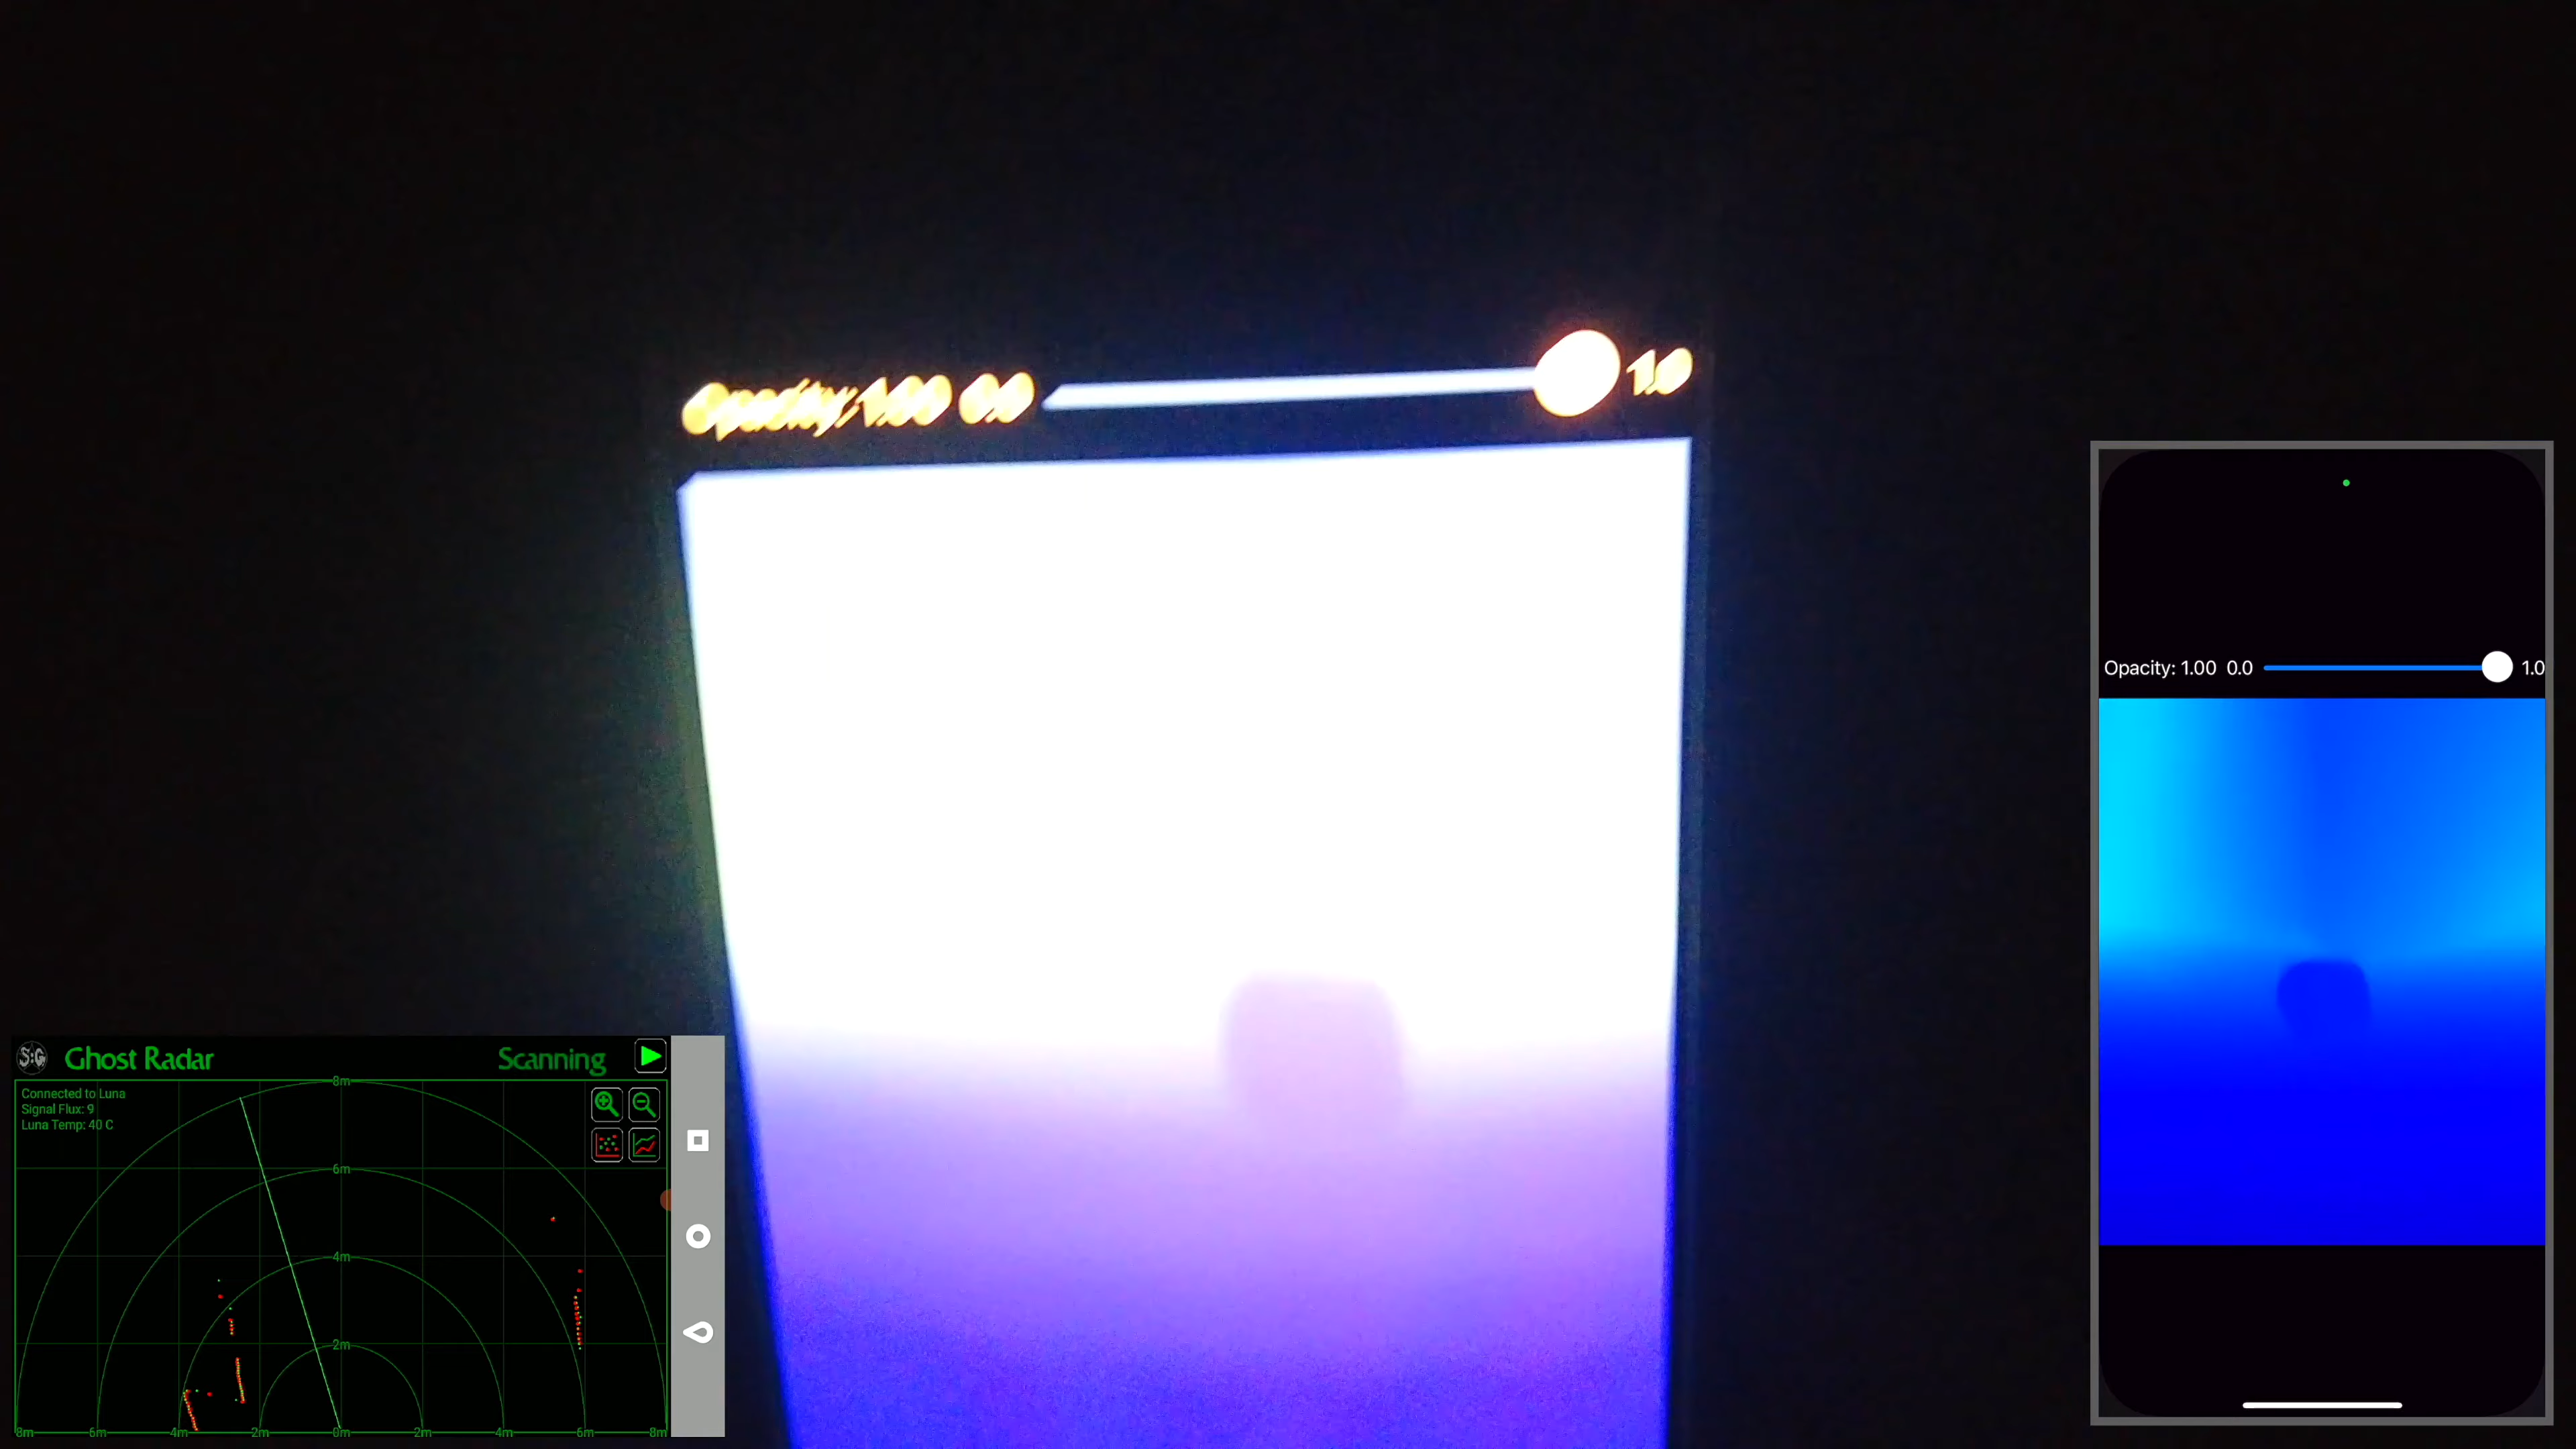 Opacity: 1.00 0.0 1.0
Opacity: 1.00 0.0 1.0
S:G Ghost Radar Scanning
Connected to Luna
Signal Flux: 9
Luna Temp: 40 C
8m
6m
4m
2m
8m 6m 4m 2m 0m 2m 4m 6m 8m